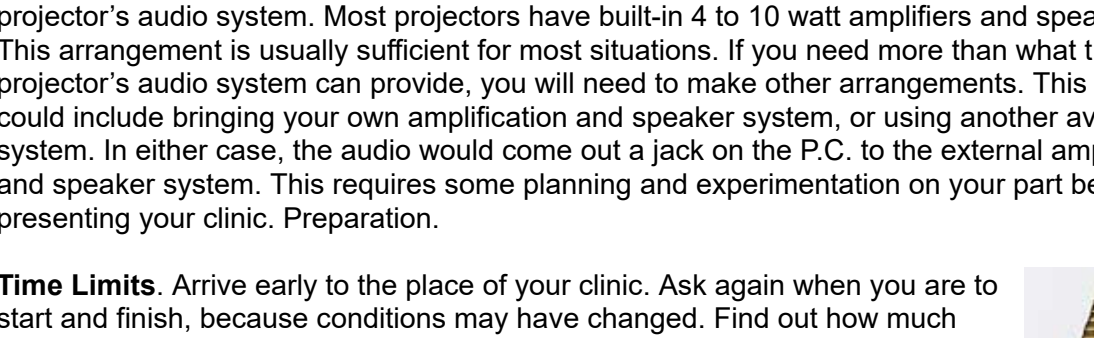 projector’s audio system. Most projectors have built-in 4 to 10 watt amplifiers and
This arrangement is usually sufficient for most situations. If you need more than what
projector’s audio system can provide, you will need to make other arrangements. This
could include bringing your own amplification and speaker system, or using another
system. In either case, the audio would come out a jack on the P.C. to the external
and speaker system. This requires some planning and experimentation on your part
presenting your clinic. Preparation.
Time Limits. Arrive early to the place of your clinic. Ask again when you are to
start and finish, because conditions may have changed. Find out how much